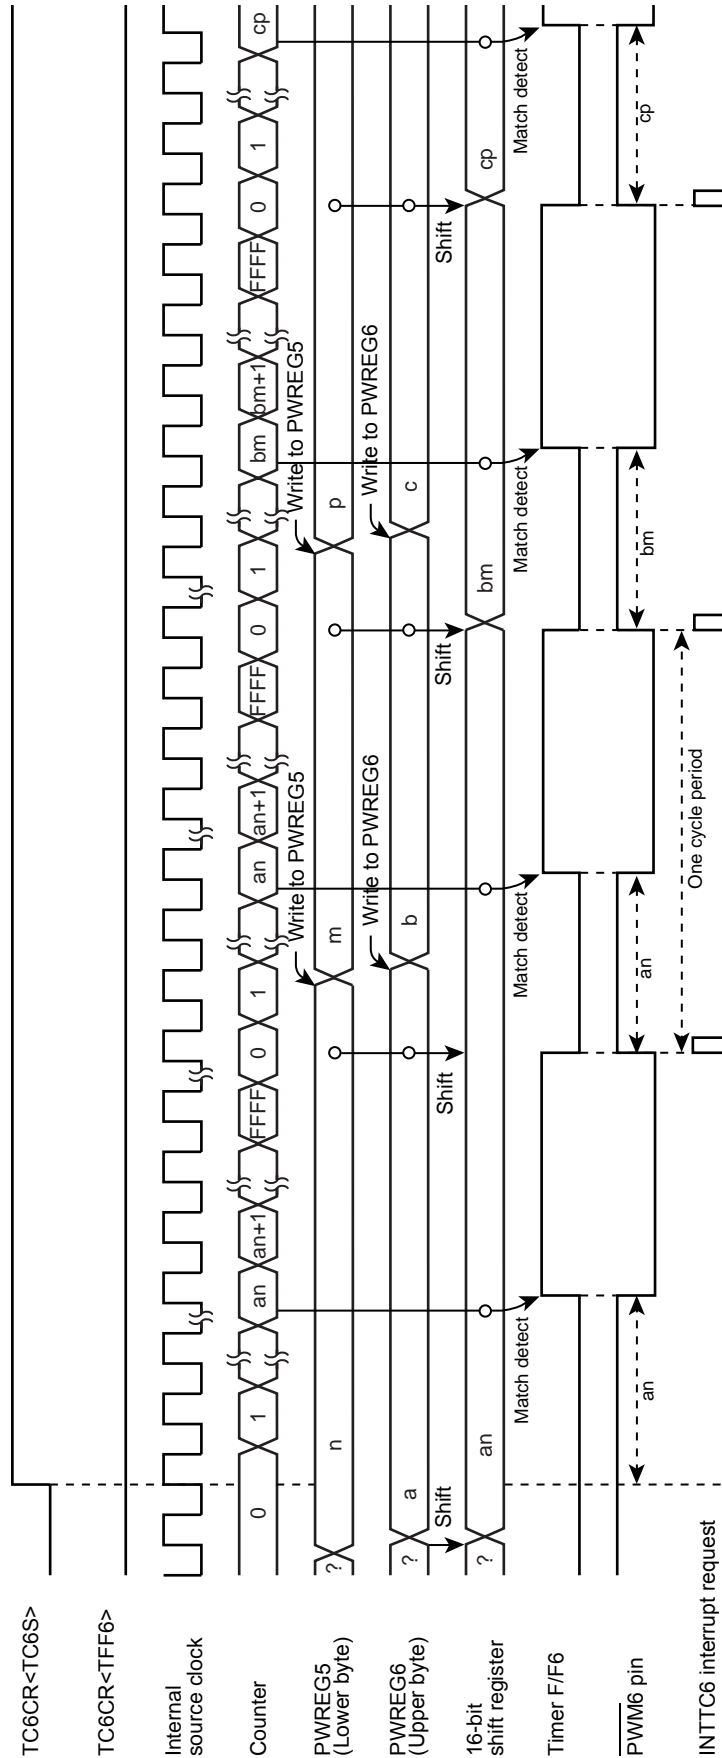 TC6CR<TC6S>
TC6CR<TFF6>
Internal
source clock
Counter
0
1
an
an+1
FFFF
0
1
an
an+1
FFFF
0
1
bm
bm+1
FFFF
0
1
cp
Write to PWREG5
Write to PWREG5
PWREG5
(Lower byte)
?
n
m
p
Write to PWREG6
Write to PWREG6
PWREG6
(Upper byte)
?
a
b
c
Shift
Shift
Shift
Shift
16-bit
shift register
?
an
bm
cp
Match detect
Match detect
Match detect
Match detect
Timer F/F6
PWM6 pin
an
an
bm
cp
One cycle period
INTTC6 interrupt request